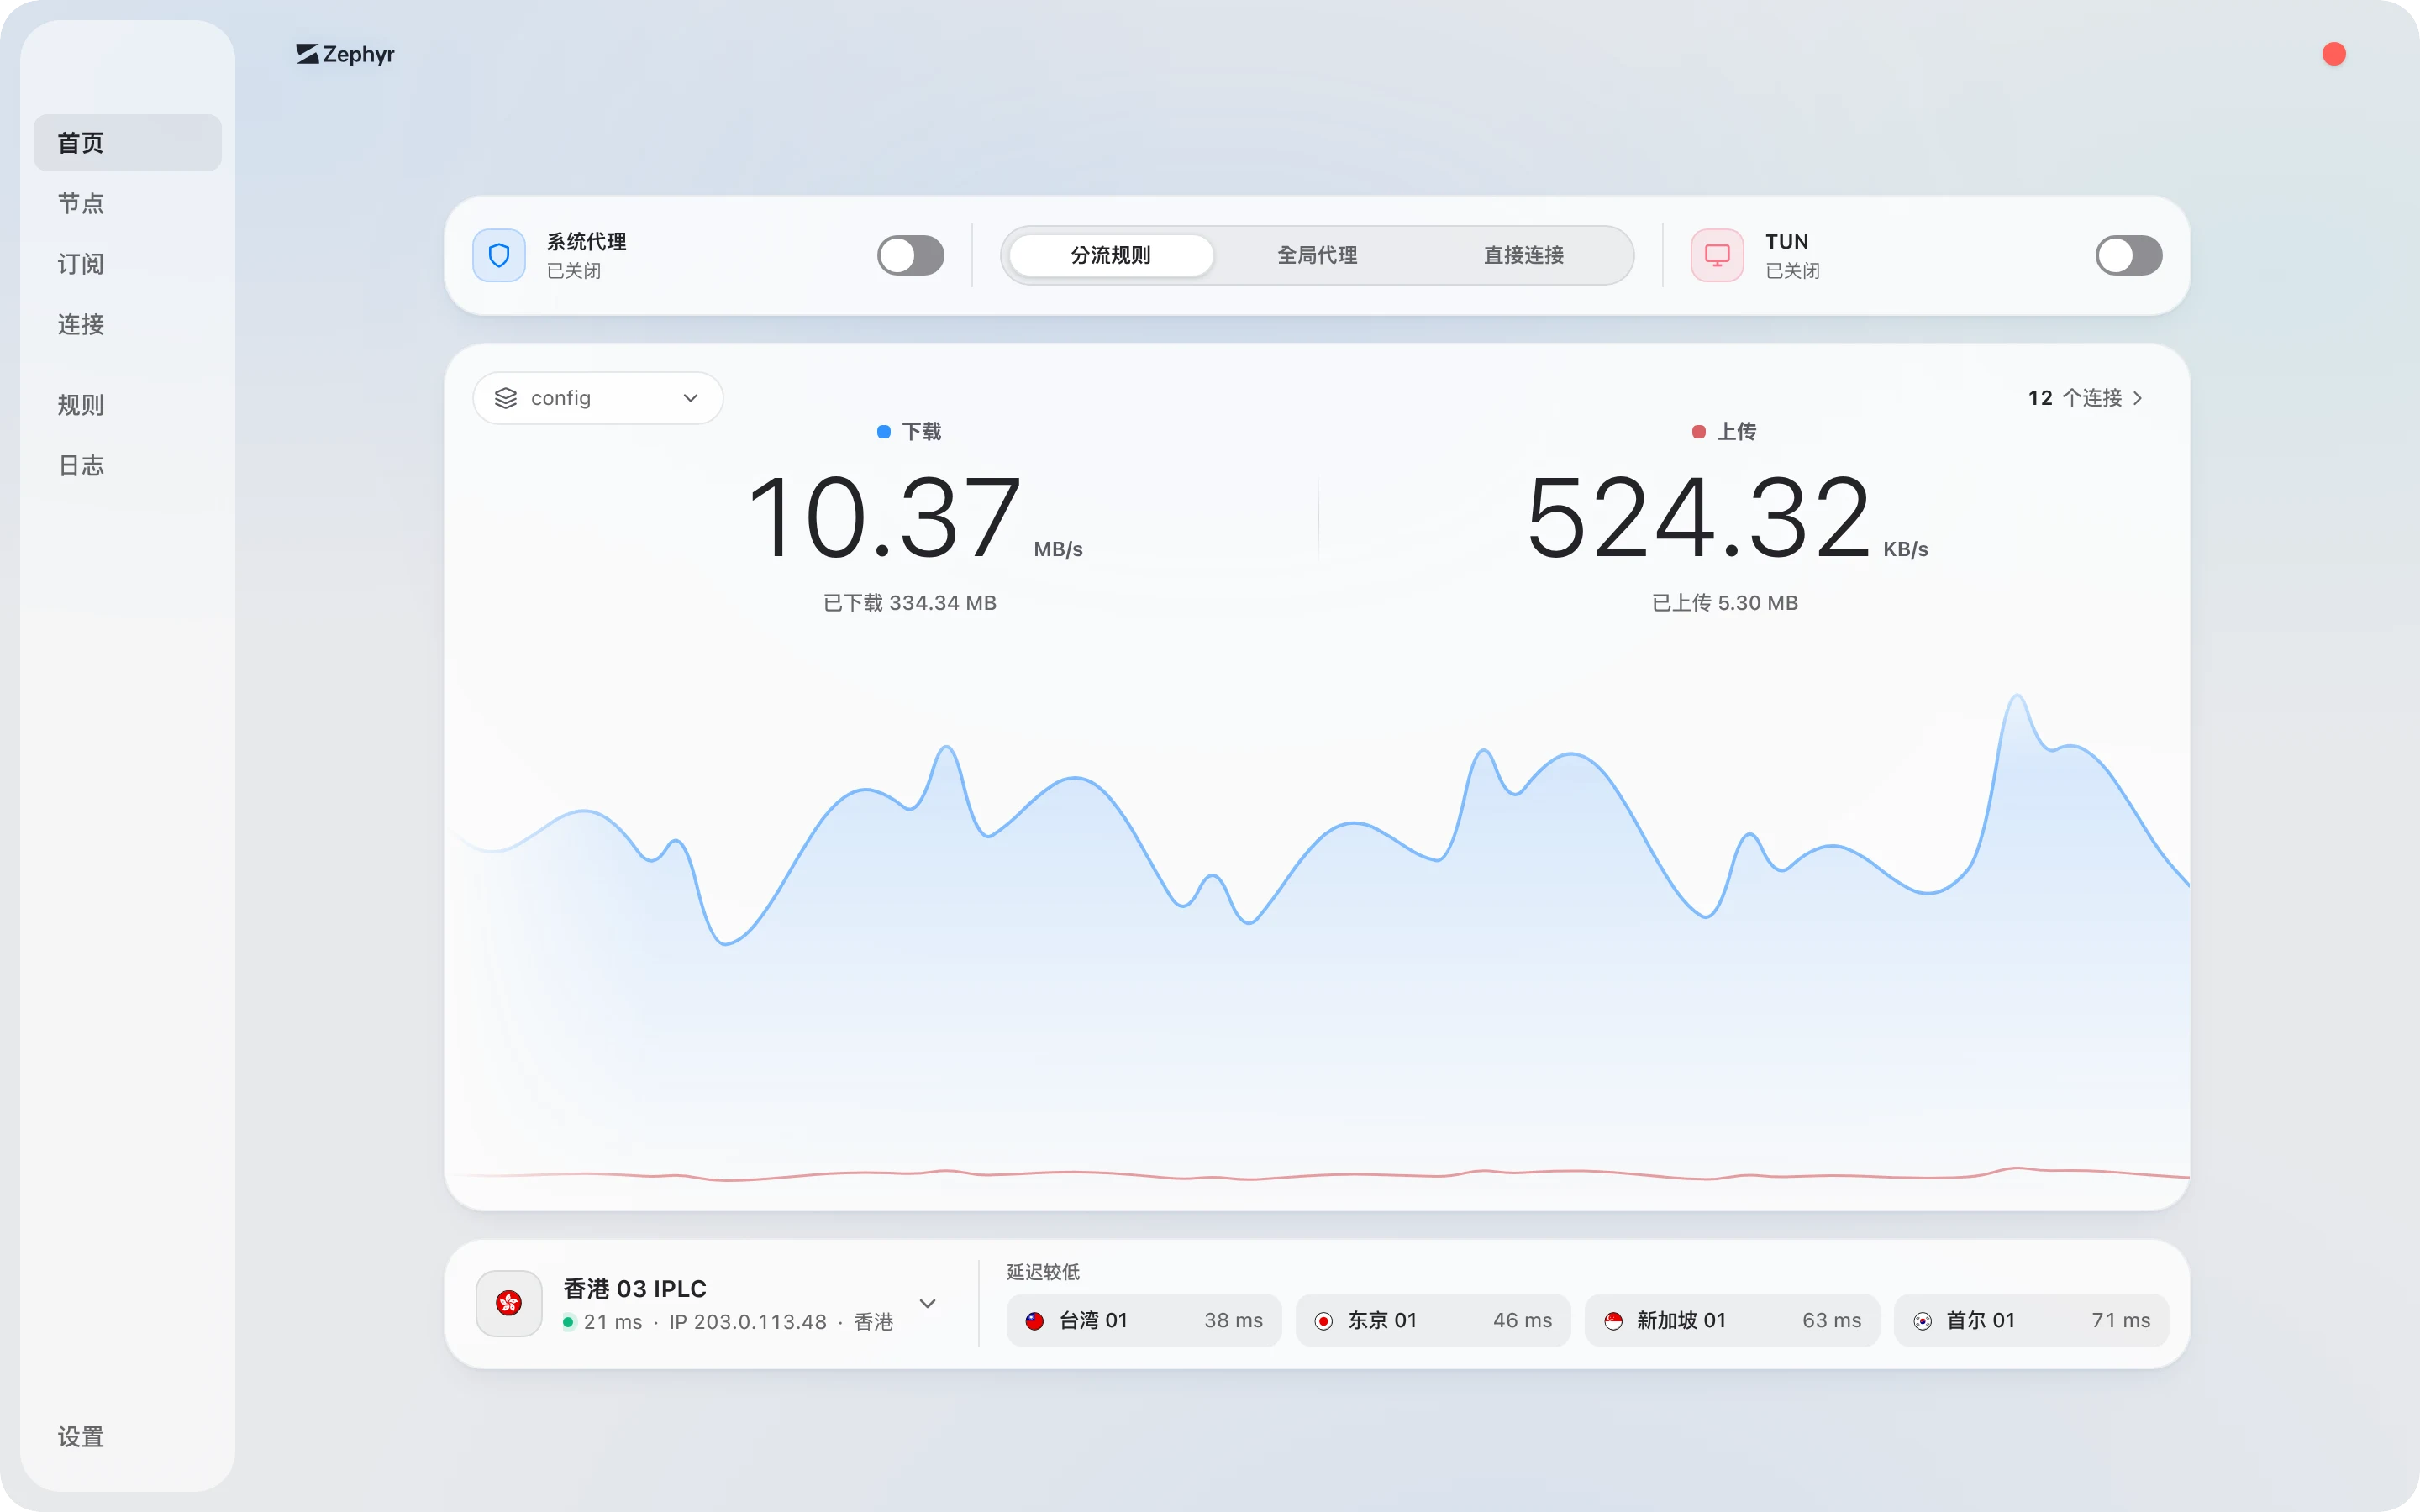 Zephyr
首页
节点
订阅
连接
规则
日志
设置
系统代理
已关闭
分流规则 全局代理 直接连接
TUN
已关闭
config
12 个连接
下载
10.37 MB/s
已下载 334.34 MB
上传
524.32 KB/s
已上传 5.30 MB
香港 03 IPLC
21 ms · IP 203.0.113.48 · 香港
延迟较低
台湾 01 38 ms
东京 01 46 ms
新加坡 01 63 ms
首尔 01 71 ms